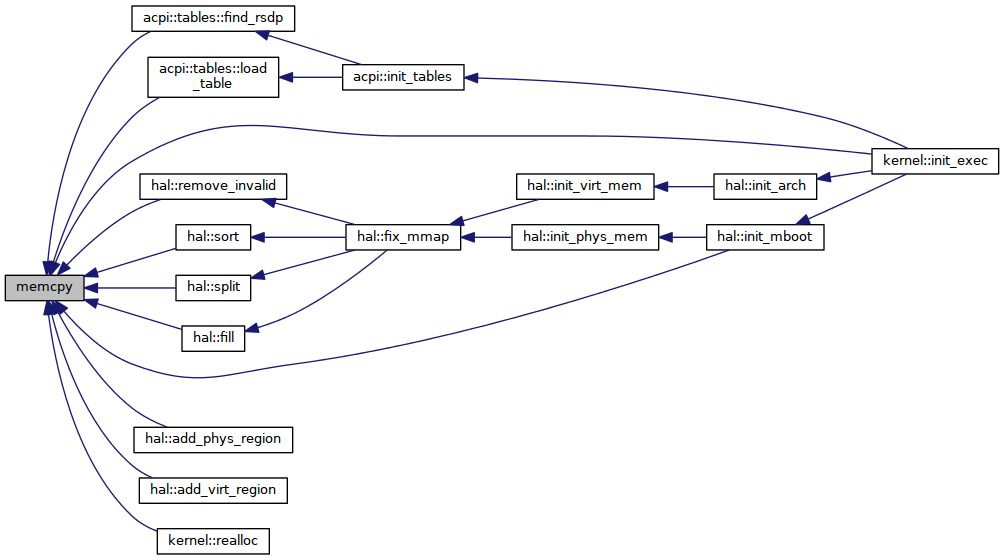 acpi::tables::find_rsdp
acpi::tables::load
_table
acpi::init_tables
kernel::init_exec
hal::remove_invalid
hal::init_virt_mem
hal::init_arch
hal::sort
hal::fix_mmap
hal::init_phys_mem
hal::init_mboot
memcpy
hal::split
hal::fill
hal::add_phys_region
hal::add_virt_region
kernel::realloc